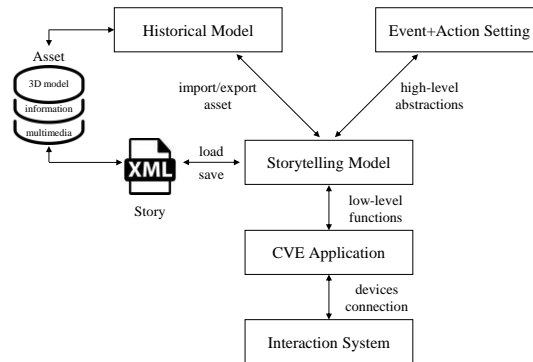 Historical Model
Event+Action Setting
Asset
3D model
information
multimedia
import/export
asset
high-level
abstractions
XML
load
save
Story
Storytelling Model
low-level
functions
CVE Application
devices
connection
Interaction System